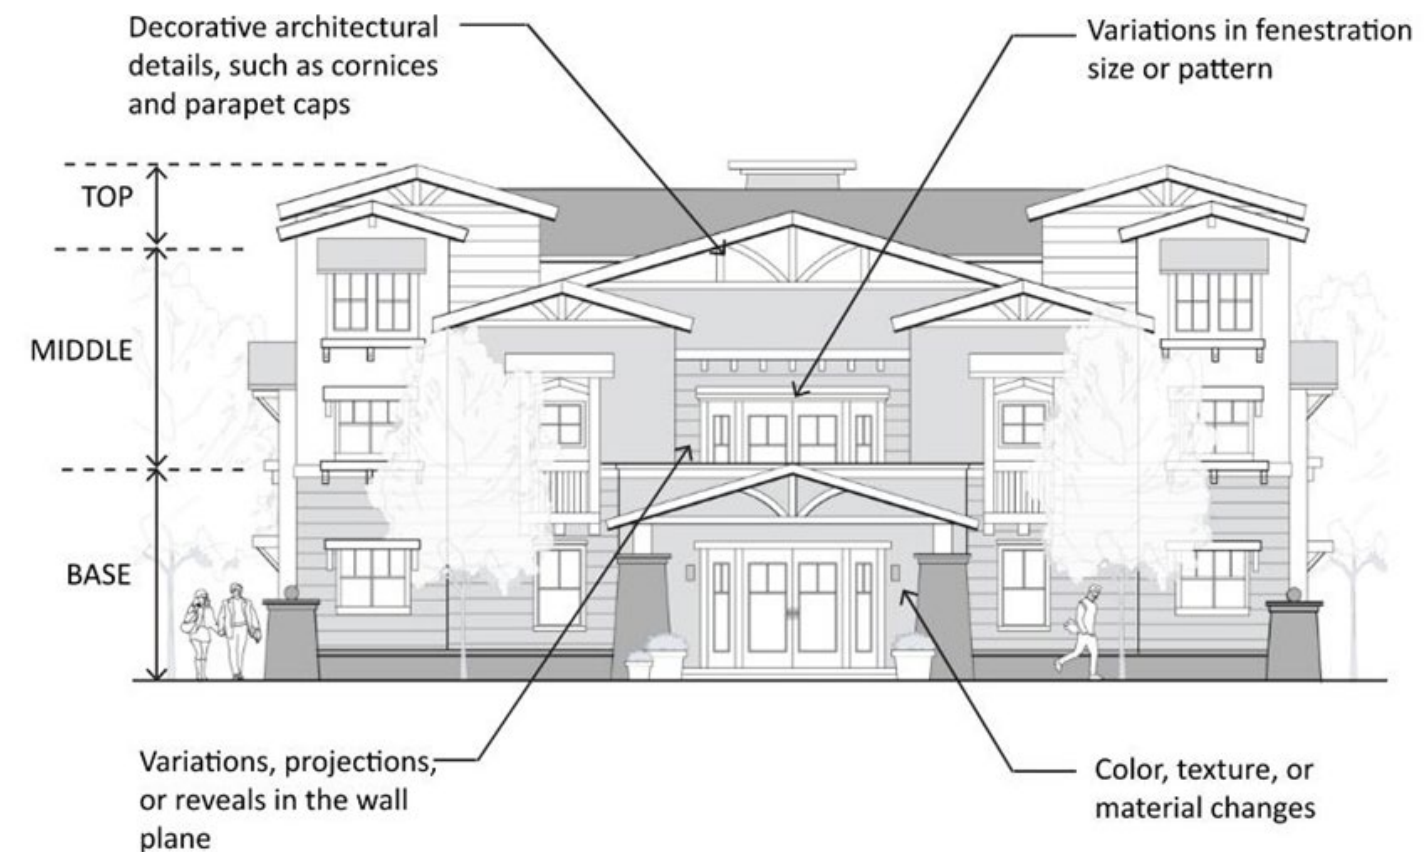 Decorative architectural
details, such as cornices
and parapet caps
Variations in fenestration
size or pattern
TOP
MIDDLE
BASE
Variations, projections,
or reveals in the wall
plane
Color, texture, or
material changes